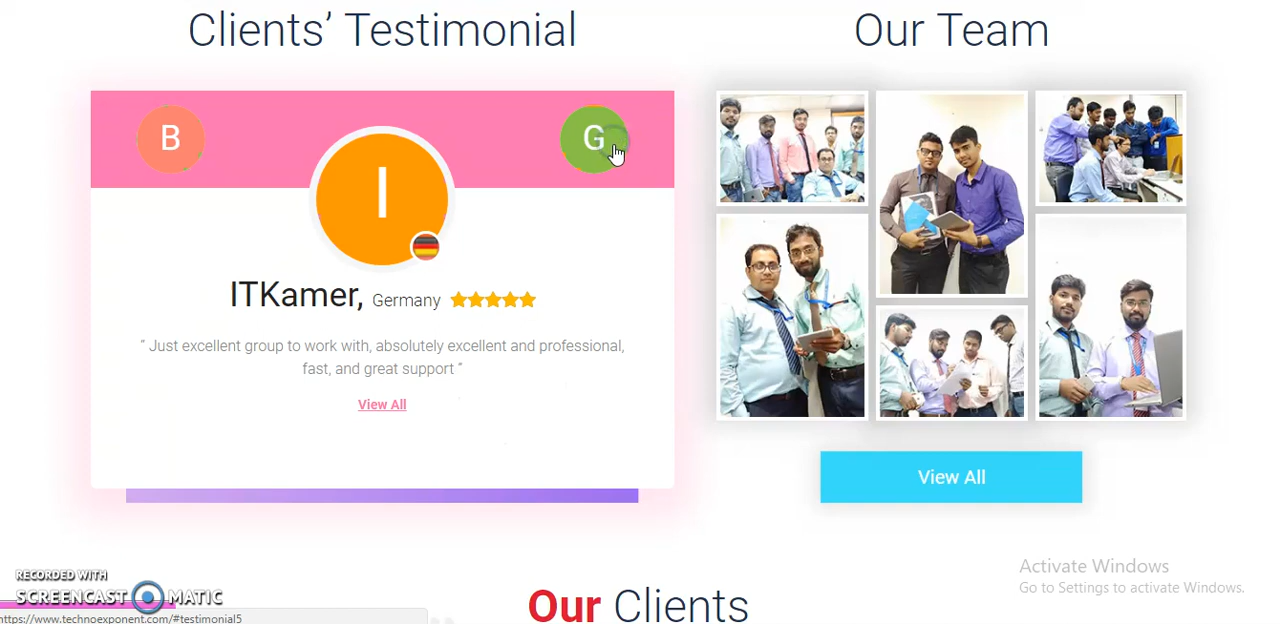 Clients’ Testimonial
Our Team
B
G
I
ITKamer, Germany
“ Just excellent group to work with, absolutely excellent and professional,
fast, and great support “
View All
View All
Our Clients
Activate Windows
Go to Settings to activate Windows.
RECORDED WITH
SCREENCAST MATIC
https://www.technoexponent.com/#testimonial5